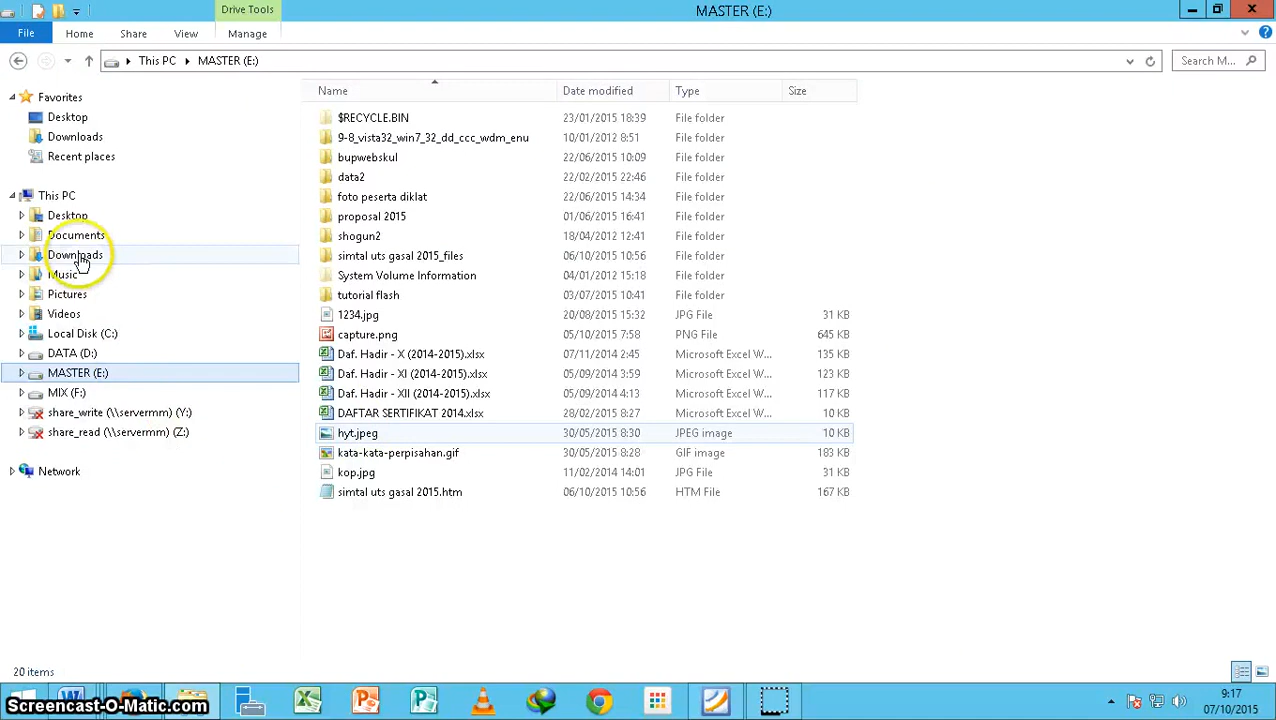 Drive Tools
MASTER (E:)
File Home Share View Manage
This PC MASTER (E:) Search M...
Favorites
Desktop
Downloads
Recent places
This PC
Desktop
Documents
Downloads
Music
Pictures
Videos
Local Disk (C:)
DATA (D:)
MASTER (E:)
MIX (F:)
share_write (\\servermm) (Y:)
share_read (\\servermm) (Z:)
Network
Name Date modified Type Size
$RECYCLE.BIN 23/01/2015 18:39 File folder
9-8_vista32_win7_32_dd_ccc_wdm_enu 10/01/2012 8:51 File folder
bupwebskul 22/06/2015 10:09 File folder
data2 22/02/2015 22:46 File folder
foto peserta diklat 22/06/2015 14:34 File folder
proposal 2015 01/06/2015 16:41 File folder
shogun2 18/04/2012 12:41 File folder
simtal uts gasal 2015_files 06/10/2015 10:56 File folder
System Volume Information 04/01/2012 15:18 File folder
tutorial flash 03/07/2015 10:41 File folder
1234.jpg 20/08/2015 15:32 JPG File 31 KB
capture.png 05/10/2015 7:58 PNG File 645 KB
Daf. Hadir - X (2014-2015).xlsx 07/11/2014 2:45 Microsoft Excel W... 135 KB
Daf. Hadir - XI (2014-2015).xlsx 05/09/2014 3:59 Microsoft Excel W... 123 KB
Daf. Hadir - XII (2014-2015).xlsx 05/09/2014 4:13 Microsoft Excel W... 117 KB
DAFTAR SERTIFIKAT 2014.xlsx 28/02/2015 8:27 Microsoft Excel W... 10 KB
hyt.jpeg 30/05/2015 8:30 JPEG image 10 KB
kata-kata-perpisahan.gif 30/05/2015 8:28 GIF image 183 KB
kop.jpg 11/02/2014 14:01 JPG File 31 KB
simtal uts gasal 2015.htm 06/10/2015 10:56 HTM File 167 KB
20 items
Screencast-O-Matic.com
9:17
07/10/2015